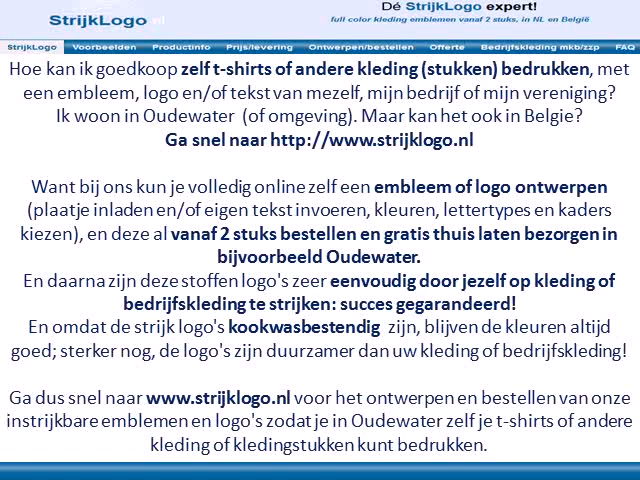 StrijkLogo.nl
Dé StrijkLogo expert!
full color kleding emblemen vanaf 2 stuks, in NL en België
StrijkLogo Voorbeelden Productinfo Prijs/levering Ontwerpen/bestellen Offerte Bedrijfskleding mkb/zzp FAQ
Hoe kan ik goedkoop zelf t-shirts of andere kleding (stukken) bedrukken, met
een embleem, logo en/of tekst van mezelf, mijn bedrijf of mijn vereniging?
Ik woon in Oudewater (of omgeving). Maar kan het ook in Belgie?
Ga snel naar http://www.strijklogo.nl
Want bij ons kun je volledig online zelf een embleem of logo ontwerpen
(plaatje inladen en/of eigen tekst invoeren, kleuren, lettertypes en kaders
kiezen), en deze al vanaf 2 stuks bestellen en gratis thuis laten bezorgen in
bijvoorbeeld Oudewater.
En daarna zijn deze stoffen logo's zeer eenvoudig door jezelf op kleding of
bedrijfskleding te strijken: succes gegarandeerd!
En omdat de strijk logo's kookwasbestendig zijn, blijven de kleuren altijd
goed; sterker nog, de logo's zijn duurzamer dan uw kleding of bedrijfskleding!
Ga dus snel naar www.strijklogo.nl voor het ontwerpen en bestellen van onze
instrijkbare emblemen en logo's zodat je in Oudewater zelf je t-shirts of andere
kleding of kledingstukken kunt bedrukken.